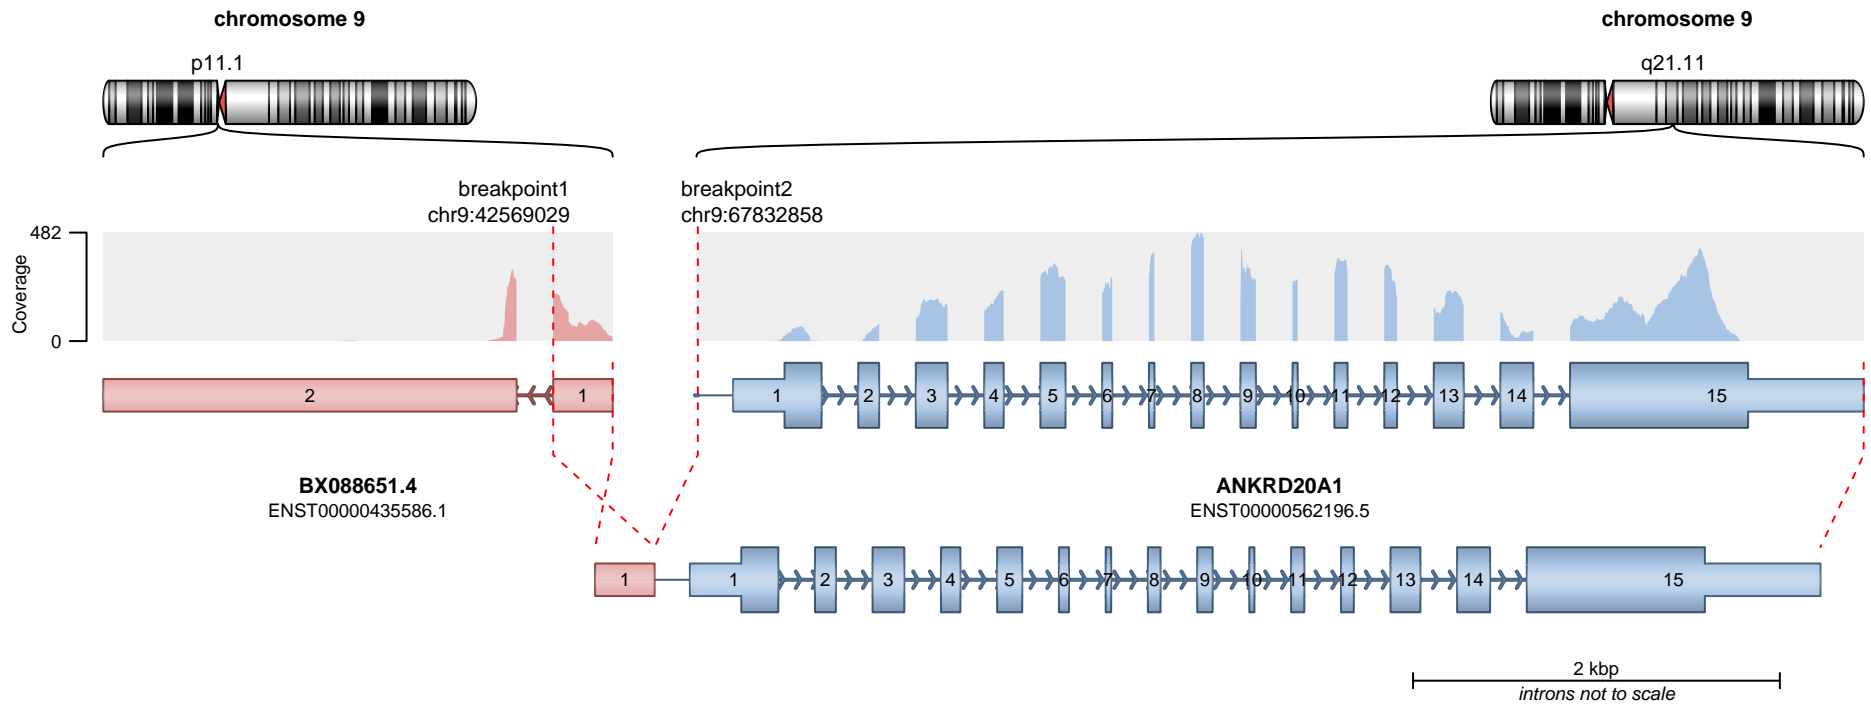 chromosome 9
chromosome 9
p11.1
q21.11
breakpoint1
chr9:42569029
breakpoint2
chr9:67832858
482
Coverage
0
2
1
1
2
3
4
5
6
7
8
9
10
11
12
13
14
15
BX088651.4
ENST00000435586.1
ANKRD20A1
ENST00000562196.5
1
1
2
3
4
5
6
7
8
9
10
11
12
13
14
15
2 kbp
introns not to scale